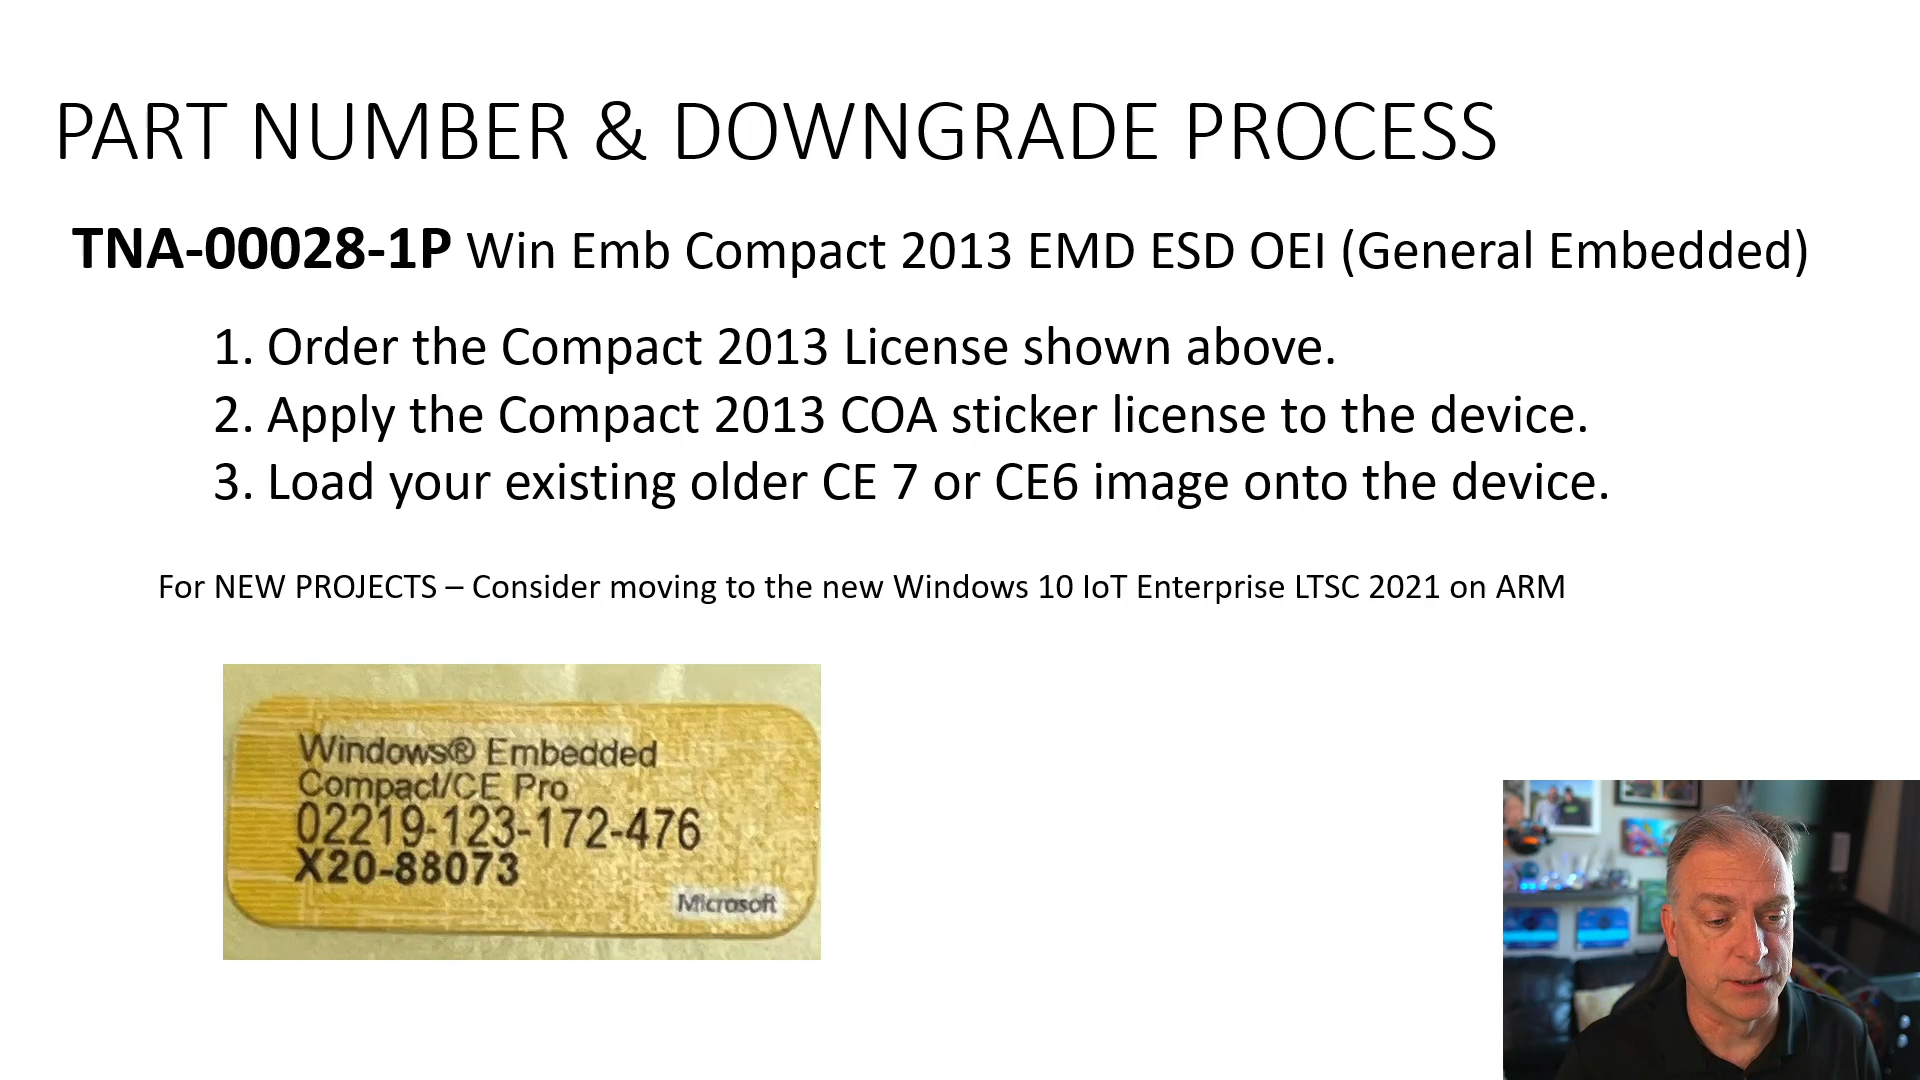 PART NUMBER & DOWNGRADE PROCESS
TNA-00028-1P Win Emb Compact 2013 EMD ESD OEI (General Embedded)
1. Order the Compact 2013 License shown above.
2. Apply the Compact 2013 COA sticker license to the device.
3. Load your existing older CE 7 or CE6 image onto the device.
For NEW PROJECTS – Consider moving to the new Windows 10 IoT Enterprise LTSC 2021 on ARM
Windows® Embedded
Compact/CE Pro
02219-123-172-476
X20-88073
Microsoft